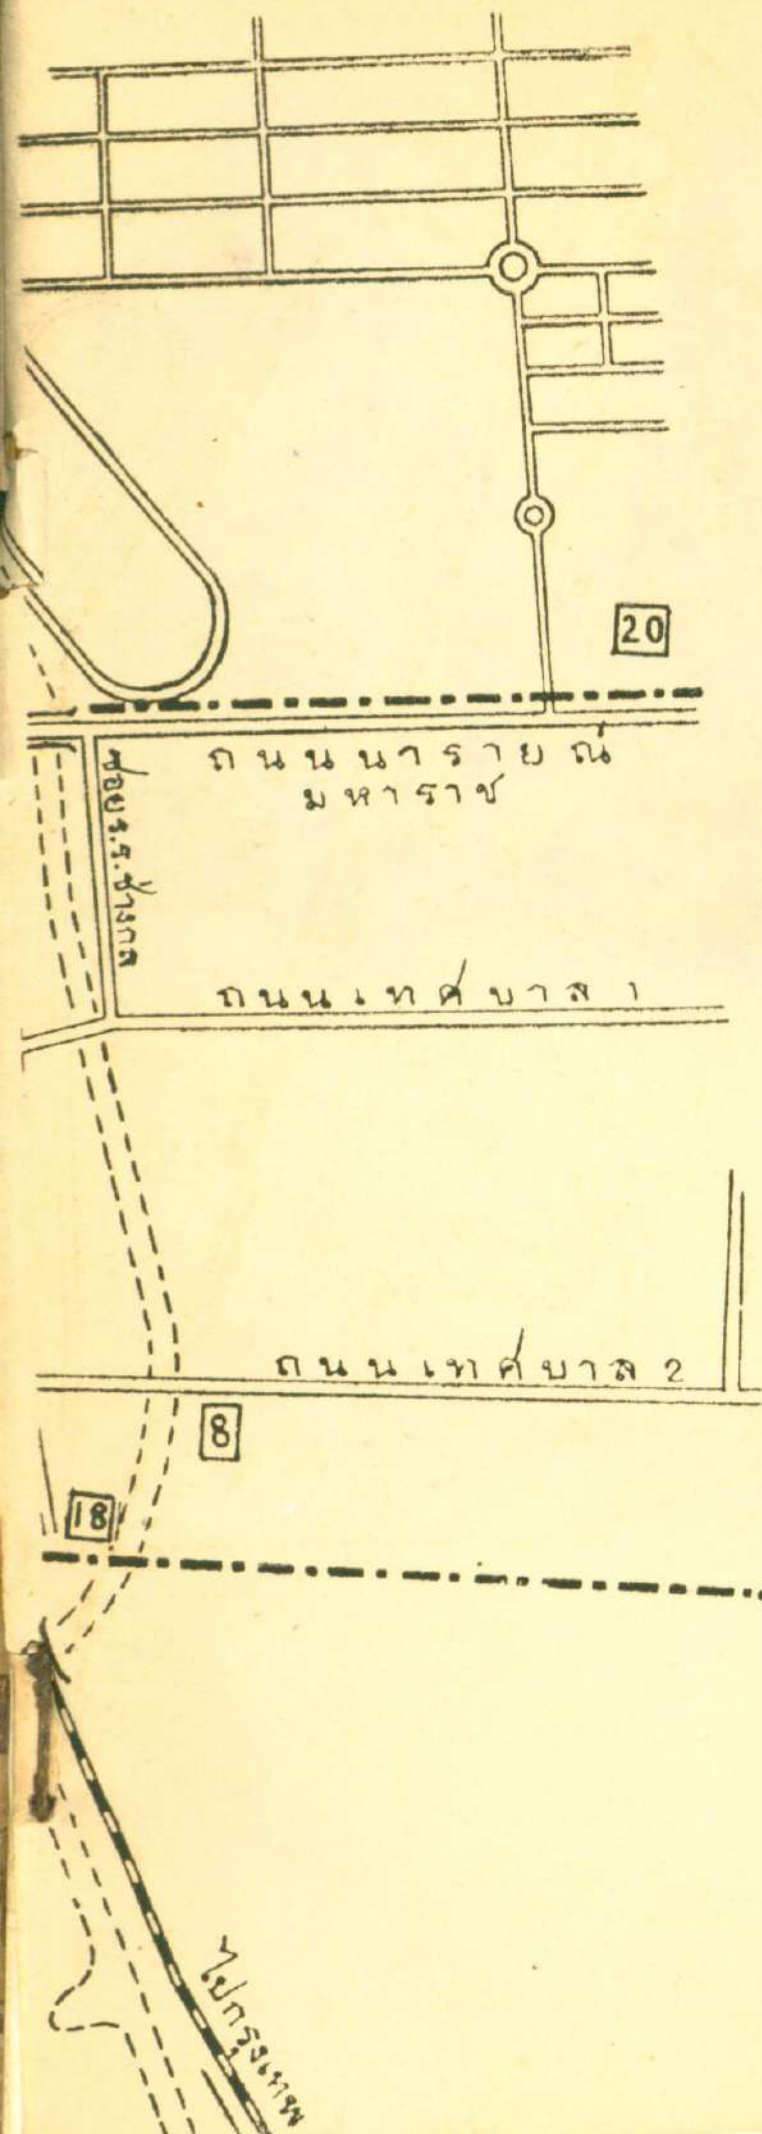 20
ถนนนารายณ์
มหาราช
ซอย ร.ร.ช่างกล
ถนนเทศบาล 1
ถนนเทศบาล 2
8
18
ไปกรุงเทพ